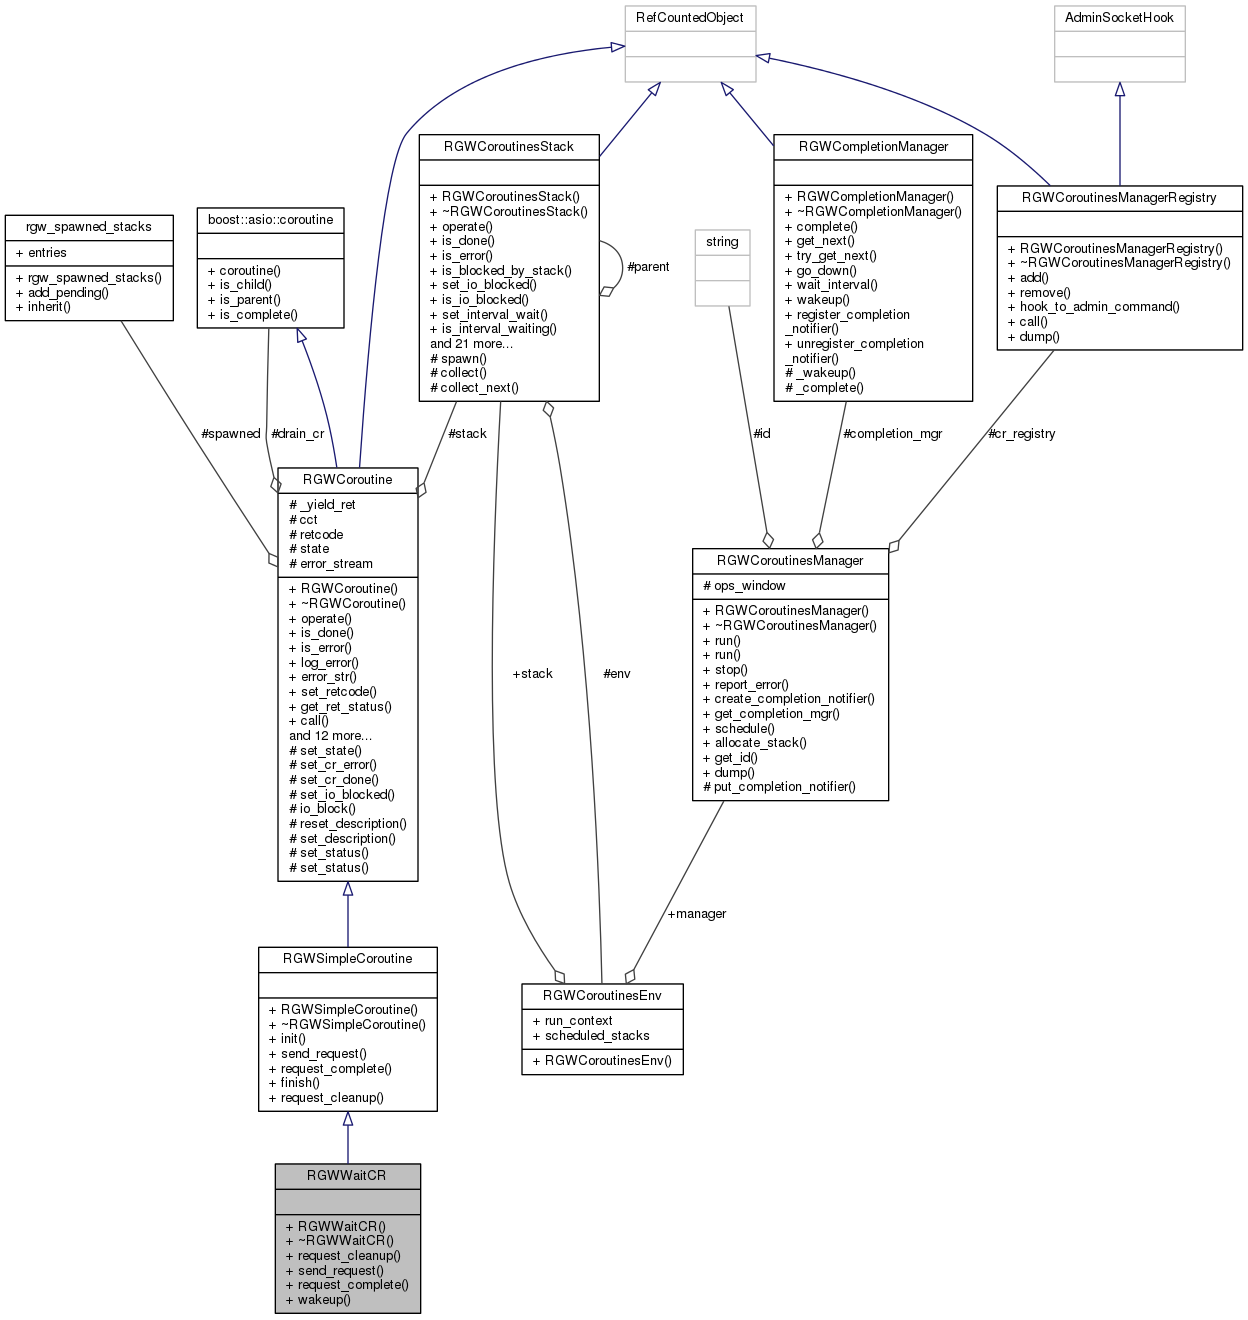 RefCountedObject
AdminSocketHook
RGWCoroutinesStack
+ RGWCoroutinesStack()
+ ~RGWCoroutinesStack()
+ operate()
+ is_done()
+ is_error()
+ is_blocked_by_stack()
+ set_io_blocked()
+ is_io_blocked()
+ set_interval_wait()
+ is_interval_waiting()
and 21 more...
# spawn()
# collect()
# collect_next()
#parent
RGWCompletionManager
+ RGWCompletionManager()
+ ~RGWCompletionManager()
+ complete()
+ get_next()
+ try_get_next()
+ go_down()
+ wait_interval()
+ wakeup()
+ register_completion
_notifier()
+ unregister_completion
_notifier()
# _wakeup()
# _complete()
RGWCoroutinesManagerRegistry
+ RGWCoroutinesManagerRegistry()
+ ~RGWCoroutinesManagerRegistry()
+ add()
+ remove()
+ hook_to_admin_command()
+ call()
+ dump()
rgw_spawned_stacks
+ entries
+ rgw_spawned_stacks()
+ add_pending()
+ inherit()
boost::asio::coroutine
+ coroutine()
+ is_child()
+ is_parent()
+ is_complete()
string
#spawned
#drain_cr
#stack
#id
#completion_mgr
#cr_registry
RGWCoroutine
# _yield_ret
# cct
# retcode
# state
# error_stream
+ RGWCoroutine()
+ ~RGWCoroutine()
+ operate()
+ is_done()
+ is_error()
+ log_error()
+ error_str()
+ set_retcode()
+ get_ret_status()
+ call()
and 12 more...
# set_state()
# set_cr_error()
# set_cr_done()
# set_io_blocked()
# io_block()
# reset_description()
# set_description()
# set_status()
# set_status()
RGWCoroutinesManager
# ops_window
+ RGWCoroutinesManager()
+ ~RGWCoroutinesManager()
+ run()
+ run()
+ stop()
+ report_error()
+ create_completion_notifier()
+ get_completion_mgr()
+ schedule()
+ allocate_stack()
+ get_id()
+ dump()
# put_completion_notifier()
+stack
#env
+manager
RGWSimpleCoroutine
+ RGWSimpleCoroutine()
+ ~RGWSimpleCoroutine()
+ init()
+ send_request()
+ request_complete()
+ finish()
+ request_cleanup()
RGWCoroutinesEnv
+ run_context
+ scheduled_stacks
+ RGWCoroutinesEnv()
RGWWaitCR
+ RGWWaitCR()
+ ~RGWWaitCR()
+ request_cleanup()
+ send_request()
+ request_complete()
+ wakeup()